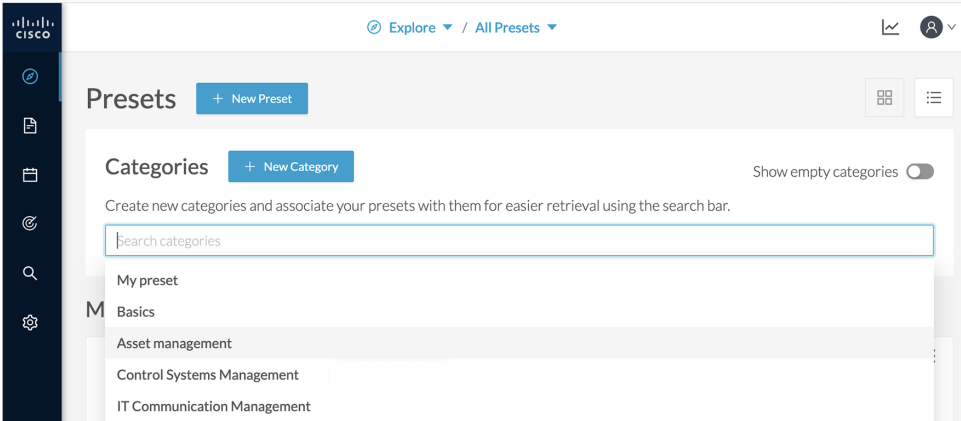 cisco
Explore / All Presets
Presets
+ New Preset
Categories
+ New Category
Show empty categories
Create new categories and associate your presets with them for easier retrieval using the search bar.
Search categories
My preset
Basics
M
Asset management
Control Systems Management
IT Communication Management